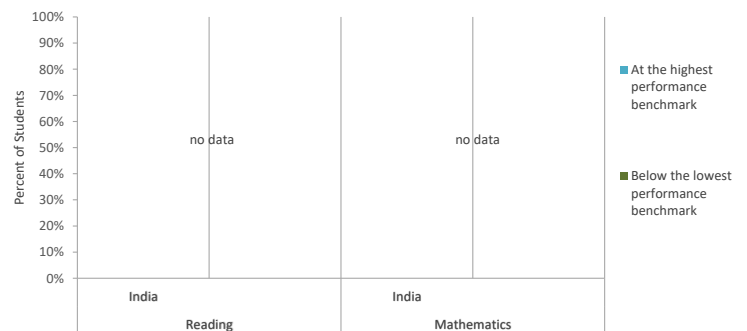 100%
90%
80%
70%
60%
50%
40%
30%
20%
10%
0%
Percent of Students
no data
no data
India
India
Reading
Mathematics
At the highest
performance
benchmark
Below the lowest
performance
benchmark